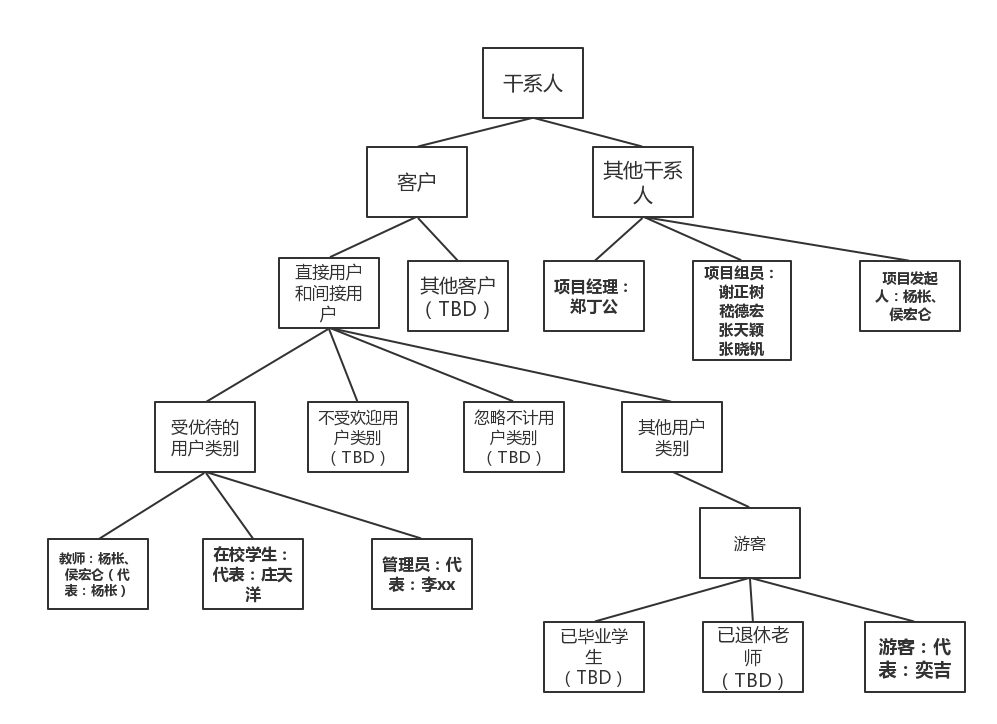 干系人
客户
其他干系
人
直接用户
和间接用
户
其他客户
（TBD）
项目经理：
郑丁公
项目组员：
谢正树
嵇德宏
张天颖
张晓钒
项目发起
人：杨枨、
侯宏仑
受优待的
用户类别
不受欢迎用
户类别
（TBD）
忽略不计用
户类别
（TBD）
其他用户
类别
教师：杨枨、
侯宏仑（代
表：杨枨）
在校学生：
代表：庄天
洋
管理员：代
表：李xx
游客
已毕业学
生
（TBD）
已退休老
师
（TBD）
游客：代
表：奕吉